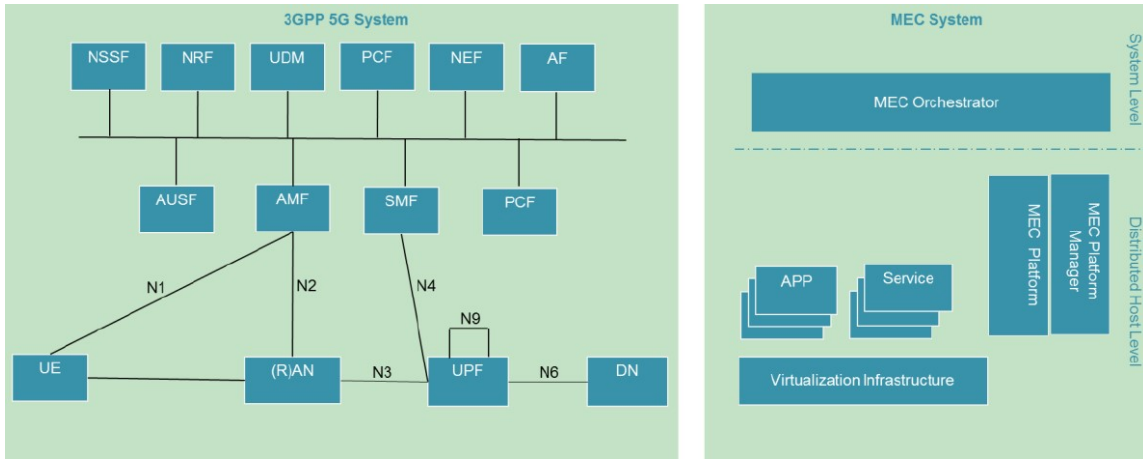 3GPP 5G System
NSSF
NRF
UDM
PCF
NEF
AF
AUSF
AMF
SMF
PCF
N1
N2
N4
N9
UE
(R)AN
N3
UPF
N6
DN
MEC System
System Level
MEC Orchestrator
Distributed Host Level
MEC Platform
MEC Platform
Manager
APP
Service
Virtualization Infrastructure